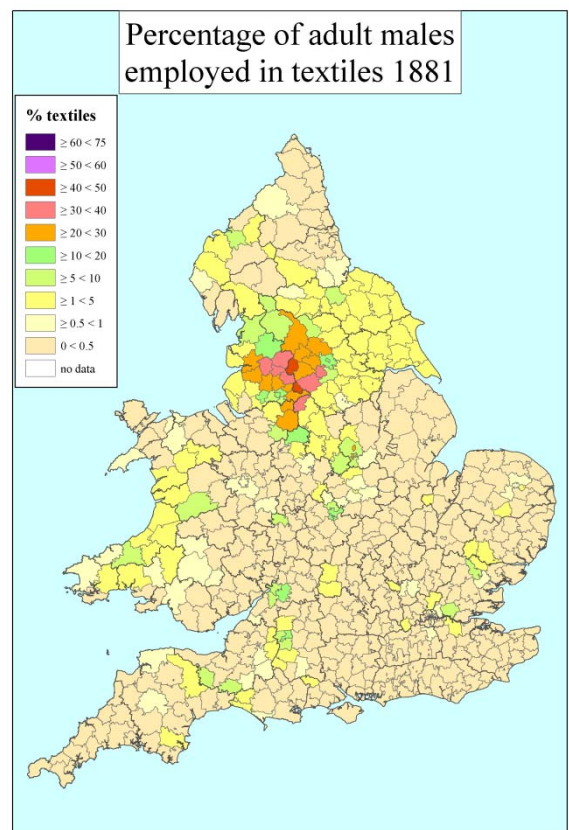 Percentage of adult males
employed in textiles 1881
% textiles
≥ 60 < 75
≥ 50 < 60
≥ 40 < 50
≥ 30 < 40
≥ 20 < 30
≥ 10 < 20
≥ 5 < 10
≥ 1 < 5
≥ 0.5 < 1
0 < 0.5
no data